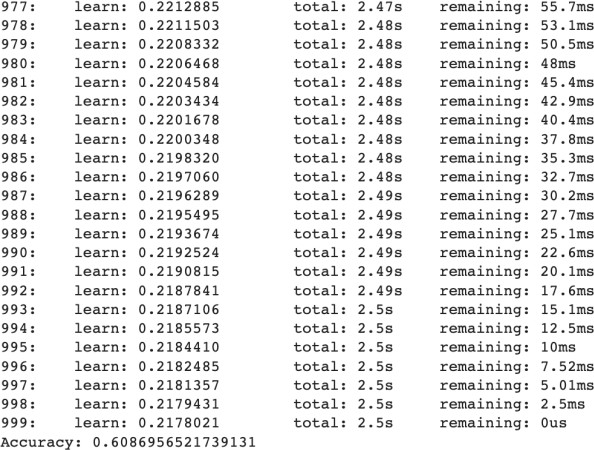 977: learn: 0.2212885 total: 2.47s remaining: 55.7ms
978: learn: 0.2211503 total: 2.48s remaining: 53.1ms
979: learn: 0.2208332 total: 2.48s remaining: 50.5ms
980: learn: 0.2206468 total: 2.48s remaining: 48ms
981: learn: 0.2204584 total: 2.48s remaining: 45.4ms
982: learn: 0.2203434 total: 2.48s remaining: 42.9ms
983: learn: 0.2201678 total: 2.48s remaining: 40.4ms
984: learn: 0.2200348 total: 2.48s remaining: 37.8ms
985: learn: 0.2198320 total: 2.48s remaining: 35.3ms
986: learn: 0.2197060 total: 2.48s remaining: 32.7ms
987: learn: 0.2196289 total: 2.49s remaining: 30.2ms
988: learn: 0.2195495 total: 2.49s remaining: 27.7ms
989: learn: 0.2193674 total: 2.49s remaining: 25.1ms
990: learn: 0.2192524 total: 2.49s remaining: 22.6ms
991: learn: 0.2190815 total: 2.49s remaining: 20.1ms
992: learn: 0.2187841 total: 2.49s remaining: 17.6ms
993: learn: 0.2187106 total: 2.5s remaining: 15.1ms
994: learn: 0.2185573 total: 2.5s remaining: 12.5ms
995: learn: 0.2184410 total: 2.5s remaining: 10ms
996: learn: 0.2182485 total: 2.5s remaining: 7.52ms
997: learn: 0.2181357 total: 2.5s remaining: 5.01ms
998: learn: 0.2179431 total: 2.5s remaining: 2.5ms
999: learn: 0.2178021 total: 2.5s remaining: 0us
Accuracy: 0.6086956521739131